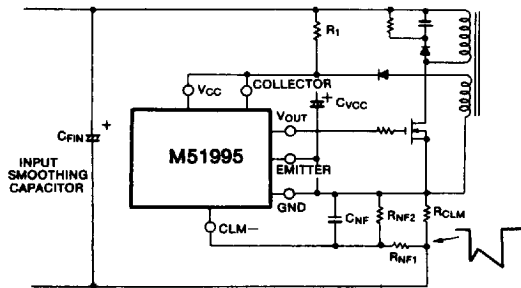 R1
VCC
COLLECTOR
+
CVCC
VOUT
CFIN
+
M51995
EMITTER
INPUT
SMOOTHING
CAPACITOR
GND
CNF
RNF2
RCLM
CLM−
RNF1